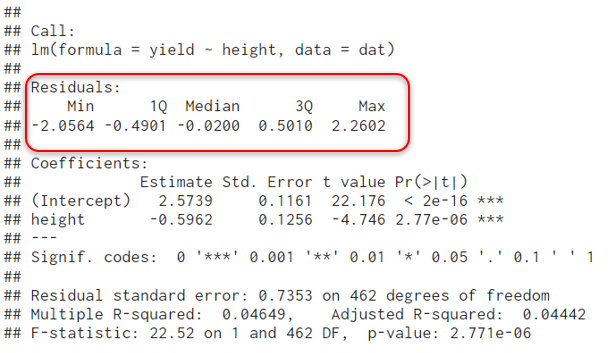 ##
## Call:
## lm(formula = yield ~ height, data = dat)
##
## Residuals:
##     Min      1Q  Median      3Q     Max
## -2.0564 -0.4901 -0.0200  0.5010  2.2602
##
## Coefficients:
##             Estimate Std. Error t value Pr(>|t|)
## (Intercept)   2.5739     0.1161  22.176  < 2e-16 ***
## height       -0.5962     0.1256  -4.746 2.77e-06 ***
## ---
## Signif. codes:  0 '***' 0.001 '**' 0.01 '*' 0.05 '.' 0.1 ' ' 1
##
## Residual standard error: 0.7353 on 462 degrees of freedom
## Multiple R-squared:  0.04649,    Adjusted R-squared:  0.04442
## F-statistic: 22.52 on 1 and 462 DF,  p-value: 2.771e-06